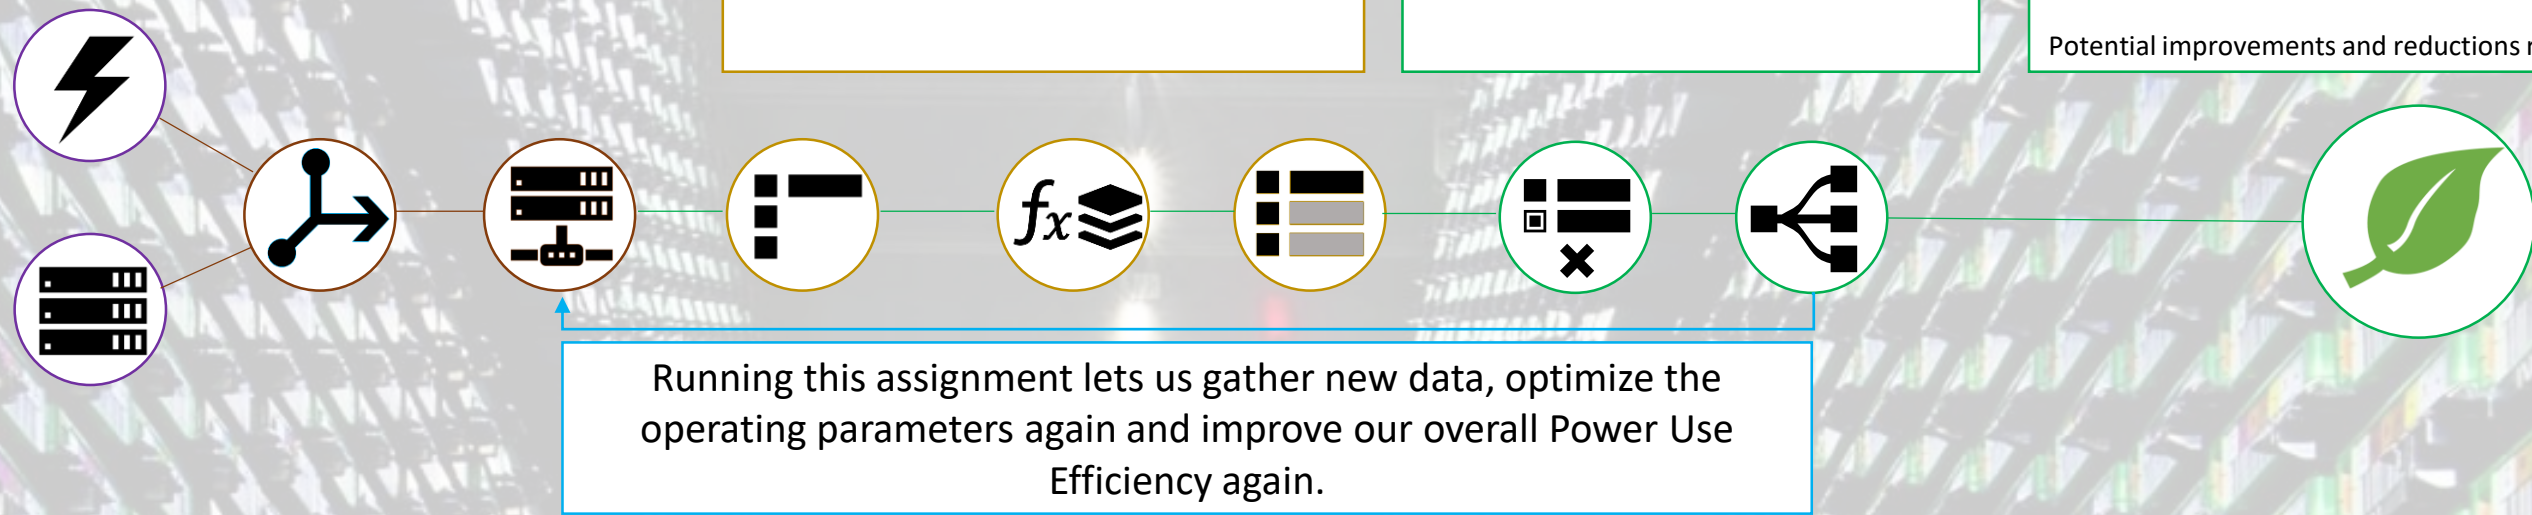 Potential improvements and reductions
fx
Running this assignment lets us gather new data, optimize the
operating parameters again and improve our overall Power Use
Efficiency again.